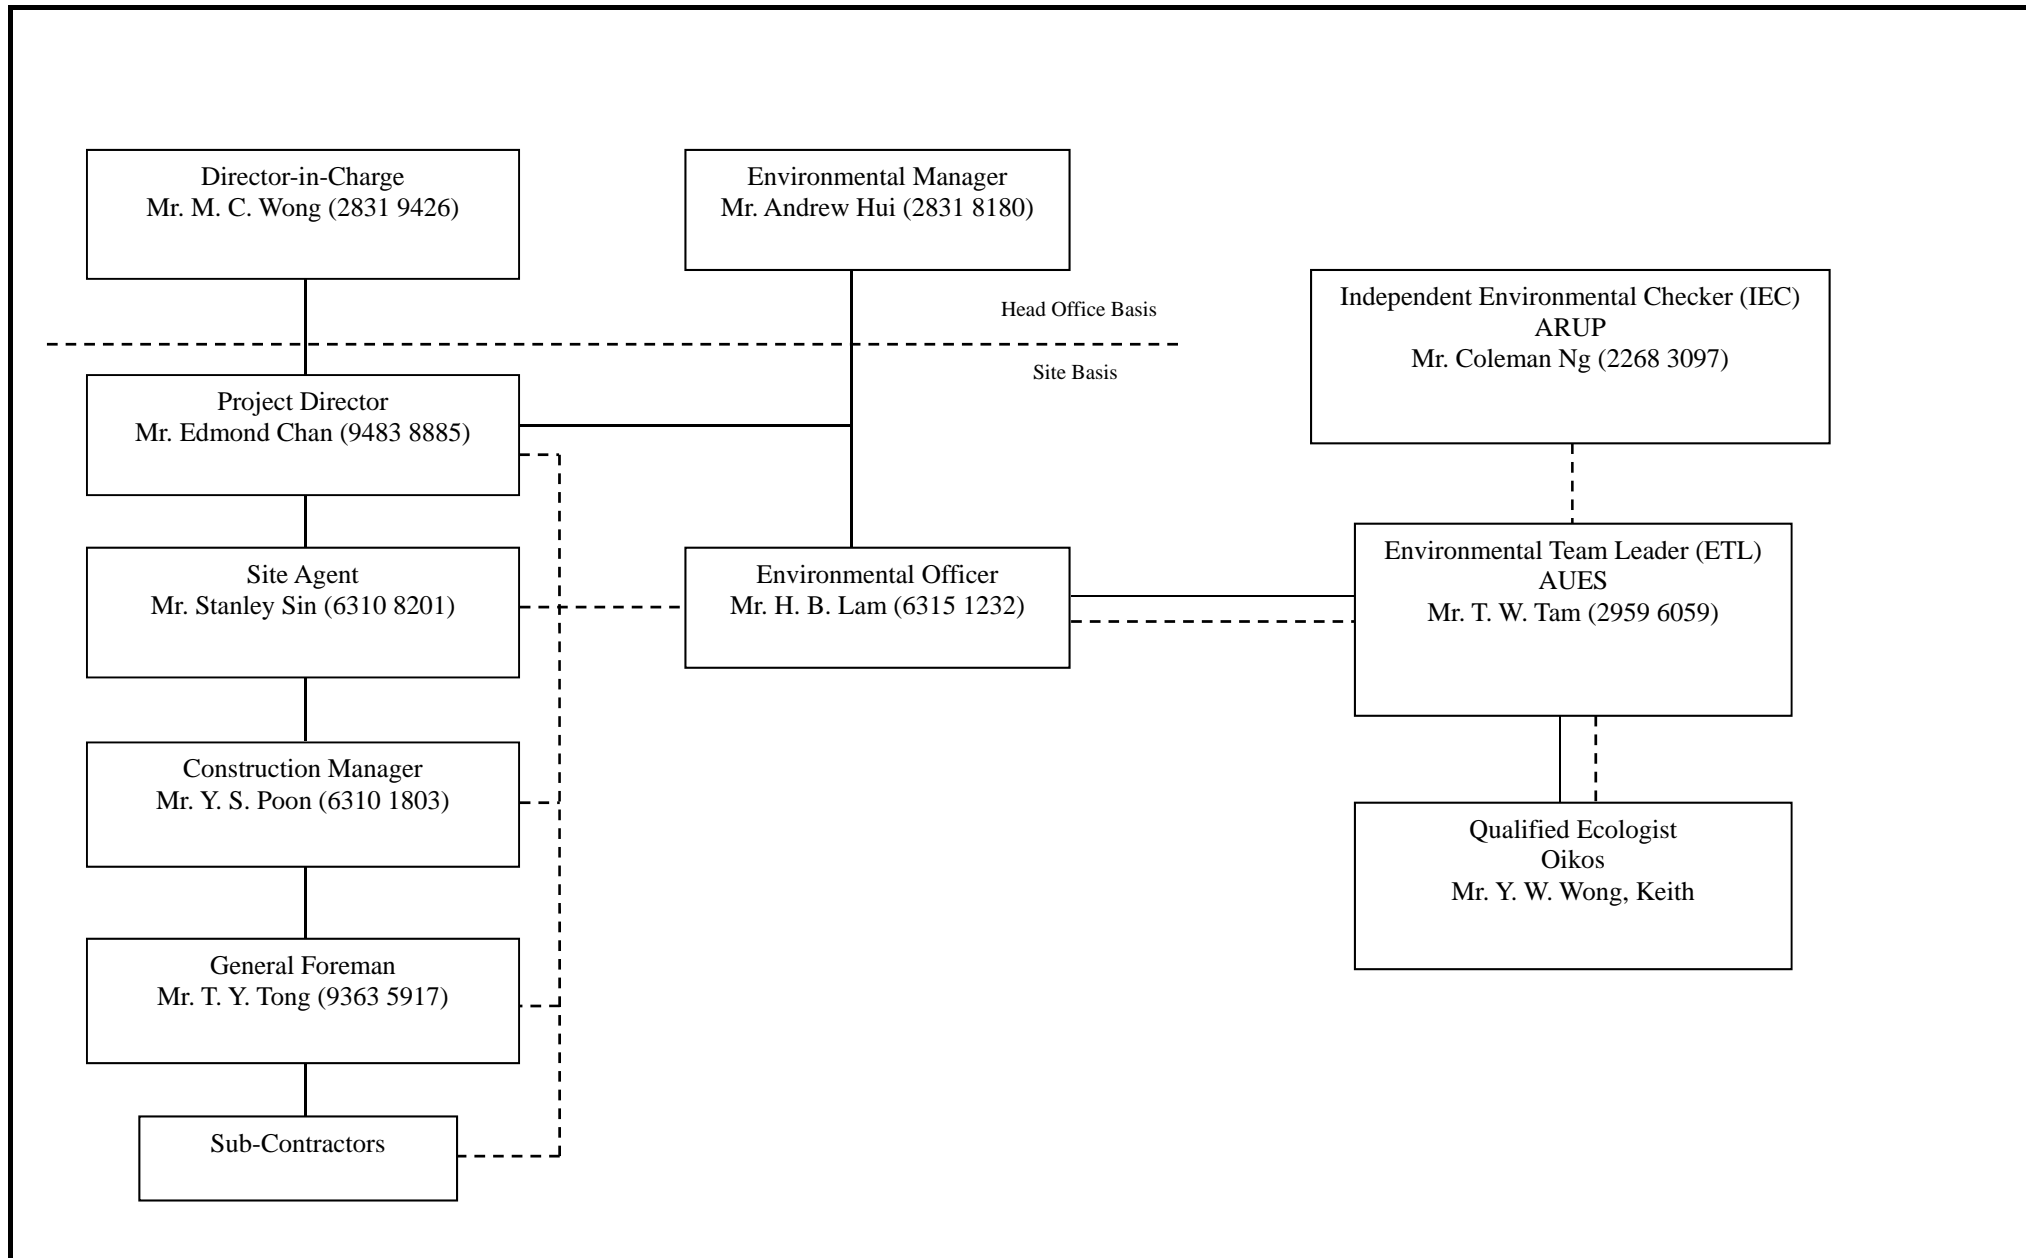 Director-in-Charge
Mr. M. C. Wong (2831 9426)
Environmental Manager
Mr. Andrew Hui (2831 8180)
Head Office Basis
Site Basis
Independent Environmental Checker (IEC)
ARUP
Mr. Coleman Ng (2268 3097)
Project Director
Mr. Edmond Chan (9483 8885)
Site Agent
Mr. Stanley Sin (6310 8201)
Environmental Officer
Mr. H. B. Lam (6315 1232)
Environmental Team Leader (ETL)
AUES
Mr. T. W. Tam (2959 6059)
Construction Manager
Mr. Y. S. Poon (6310 1803)
Qualified Ecologist
Oikos
Mr. Y. W. Wong, Keith
General Foreman
Mr. T. Y. Tong (9363 5917)
Sub-Contractors